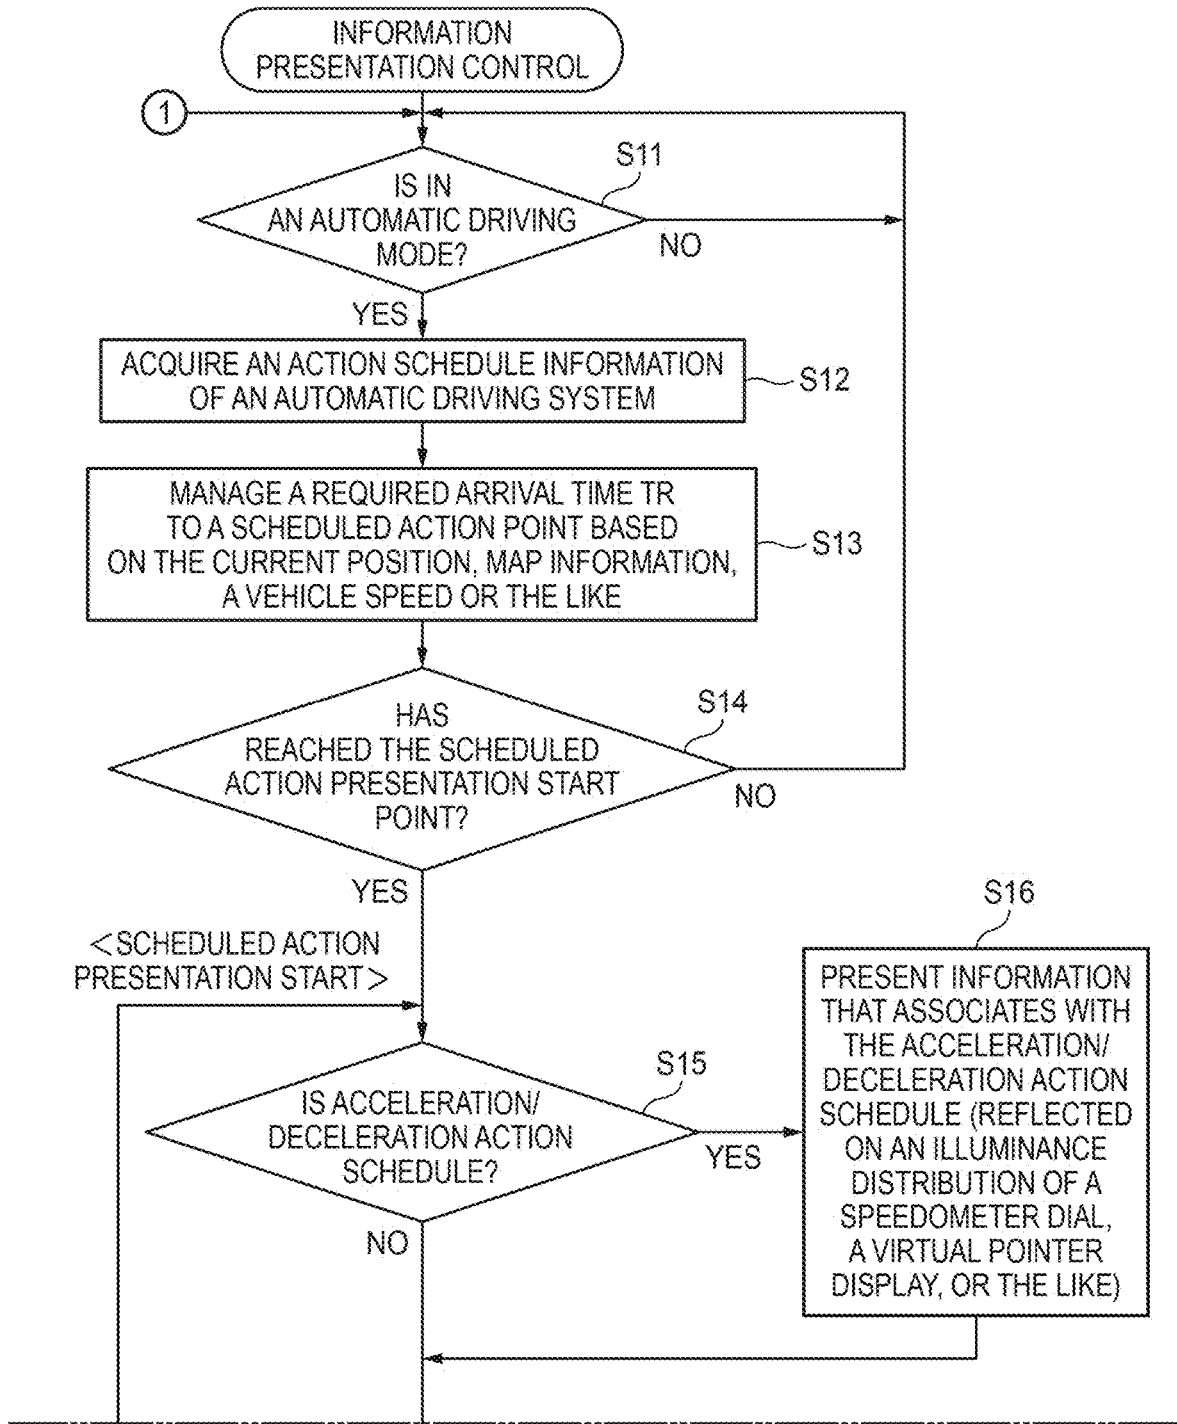 INFORMATION
PRESENTATION CONTROL
1
S11
IS IN
AN AUTOMATIC DRIVING
MODE?
NO
YES
ACQUIRE AN ACTION SCHEDULE INFORMATION
OF AN AUTOMATIC DRIVING SYSTEM
S12
MANAGE A REQUIRED ARRIVAL TIME TR
TO A SCHEDULED ACTION POINT BASED
ON THE CURRENT POSITION, MAP INFORMATION,
A VEHICLE SPEED OR THE LIKE
S13
S14
HAS
REACHED THE SCHEDULED
ACTION PRESENTATION START
POINT?
NO
YES
<SCHEDULED ACTION
PRESENTATION START>
S15
IS ACCELERATION/
DECELERATION ACTION
SCHEDULE?
YES
NO
S16
PRESENT INFORMATION
THAT ASSOCIATES WITH
THE ACCELERATION/
DECELERATION ACTION
SCHEDULE (REFLECTED
ON AN ILLUMINANCE
DISTRIBUTION OF A
SPEEDOMETER DIAL,
A VIRTUAL POINTER
DISPLAY, OR THE LIKE)